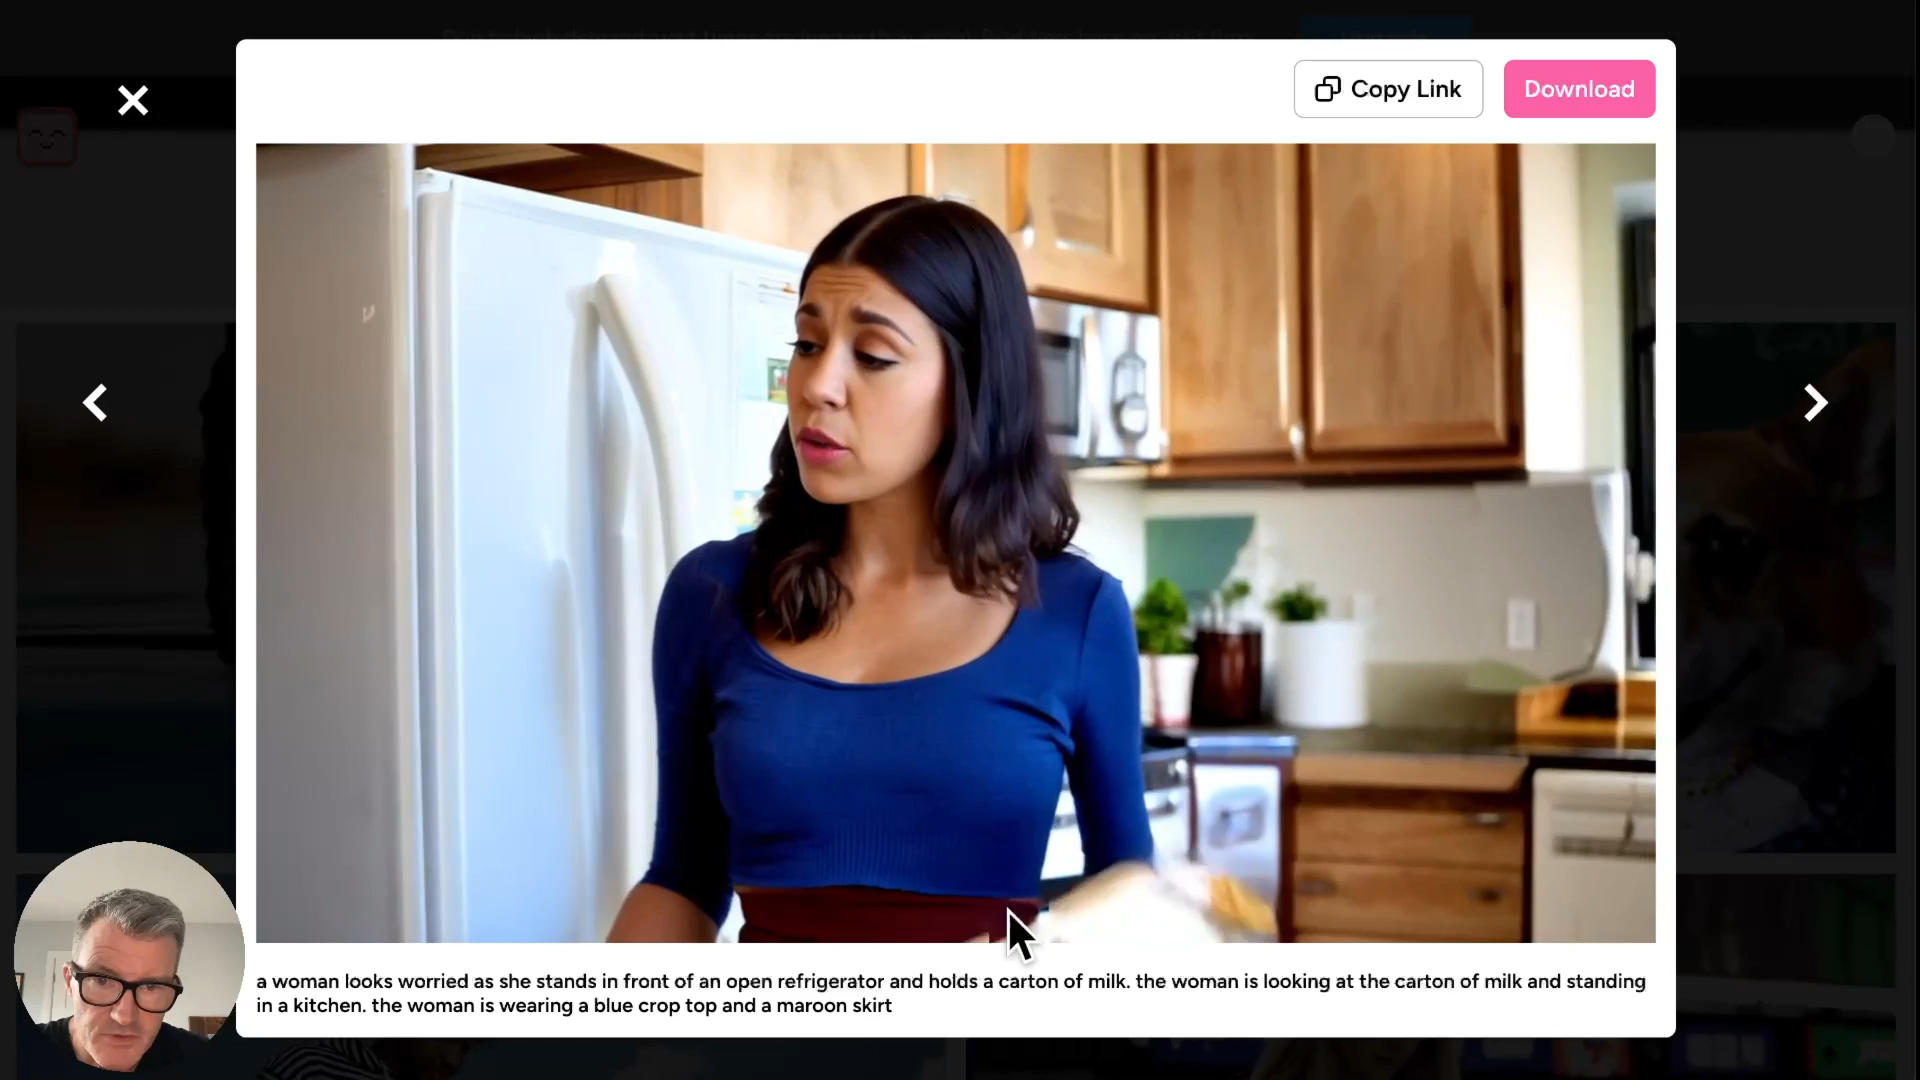 Copy Link
Download
a woman looks worried as she stands in front of an open refrigerator and holds a carton of milk. the woman is looking at the carton of milk and standing
in a kitchen. the woman is wearing a blue crop top and a maroon skirt